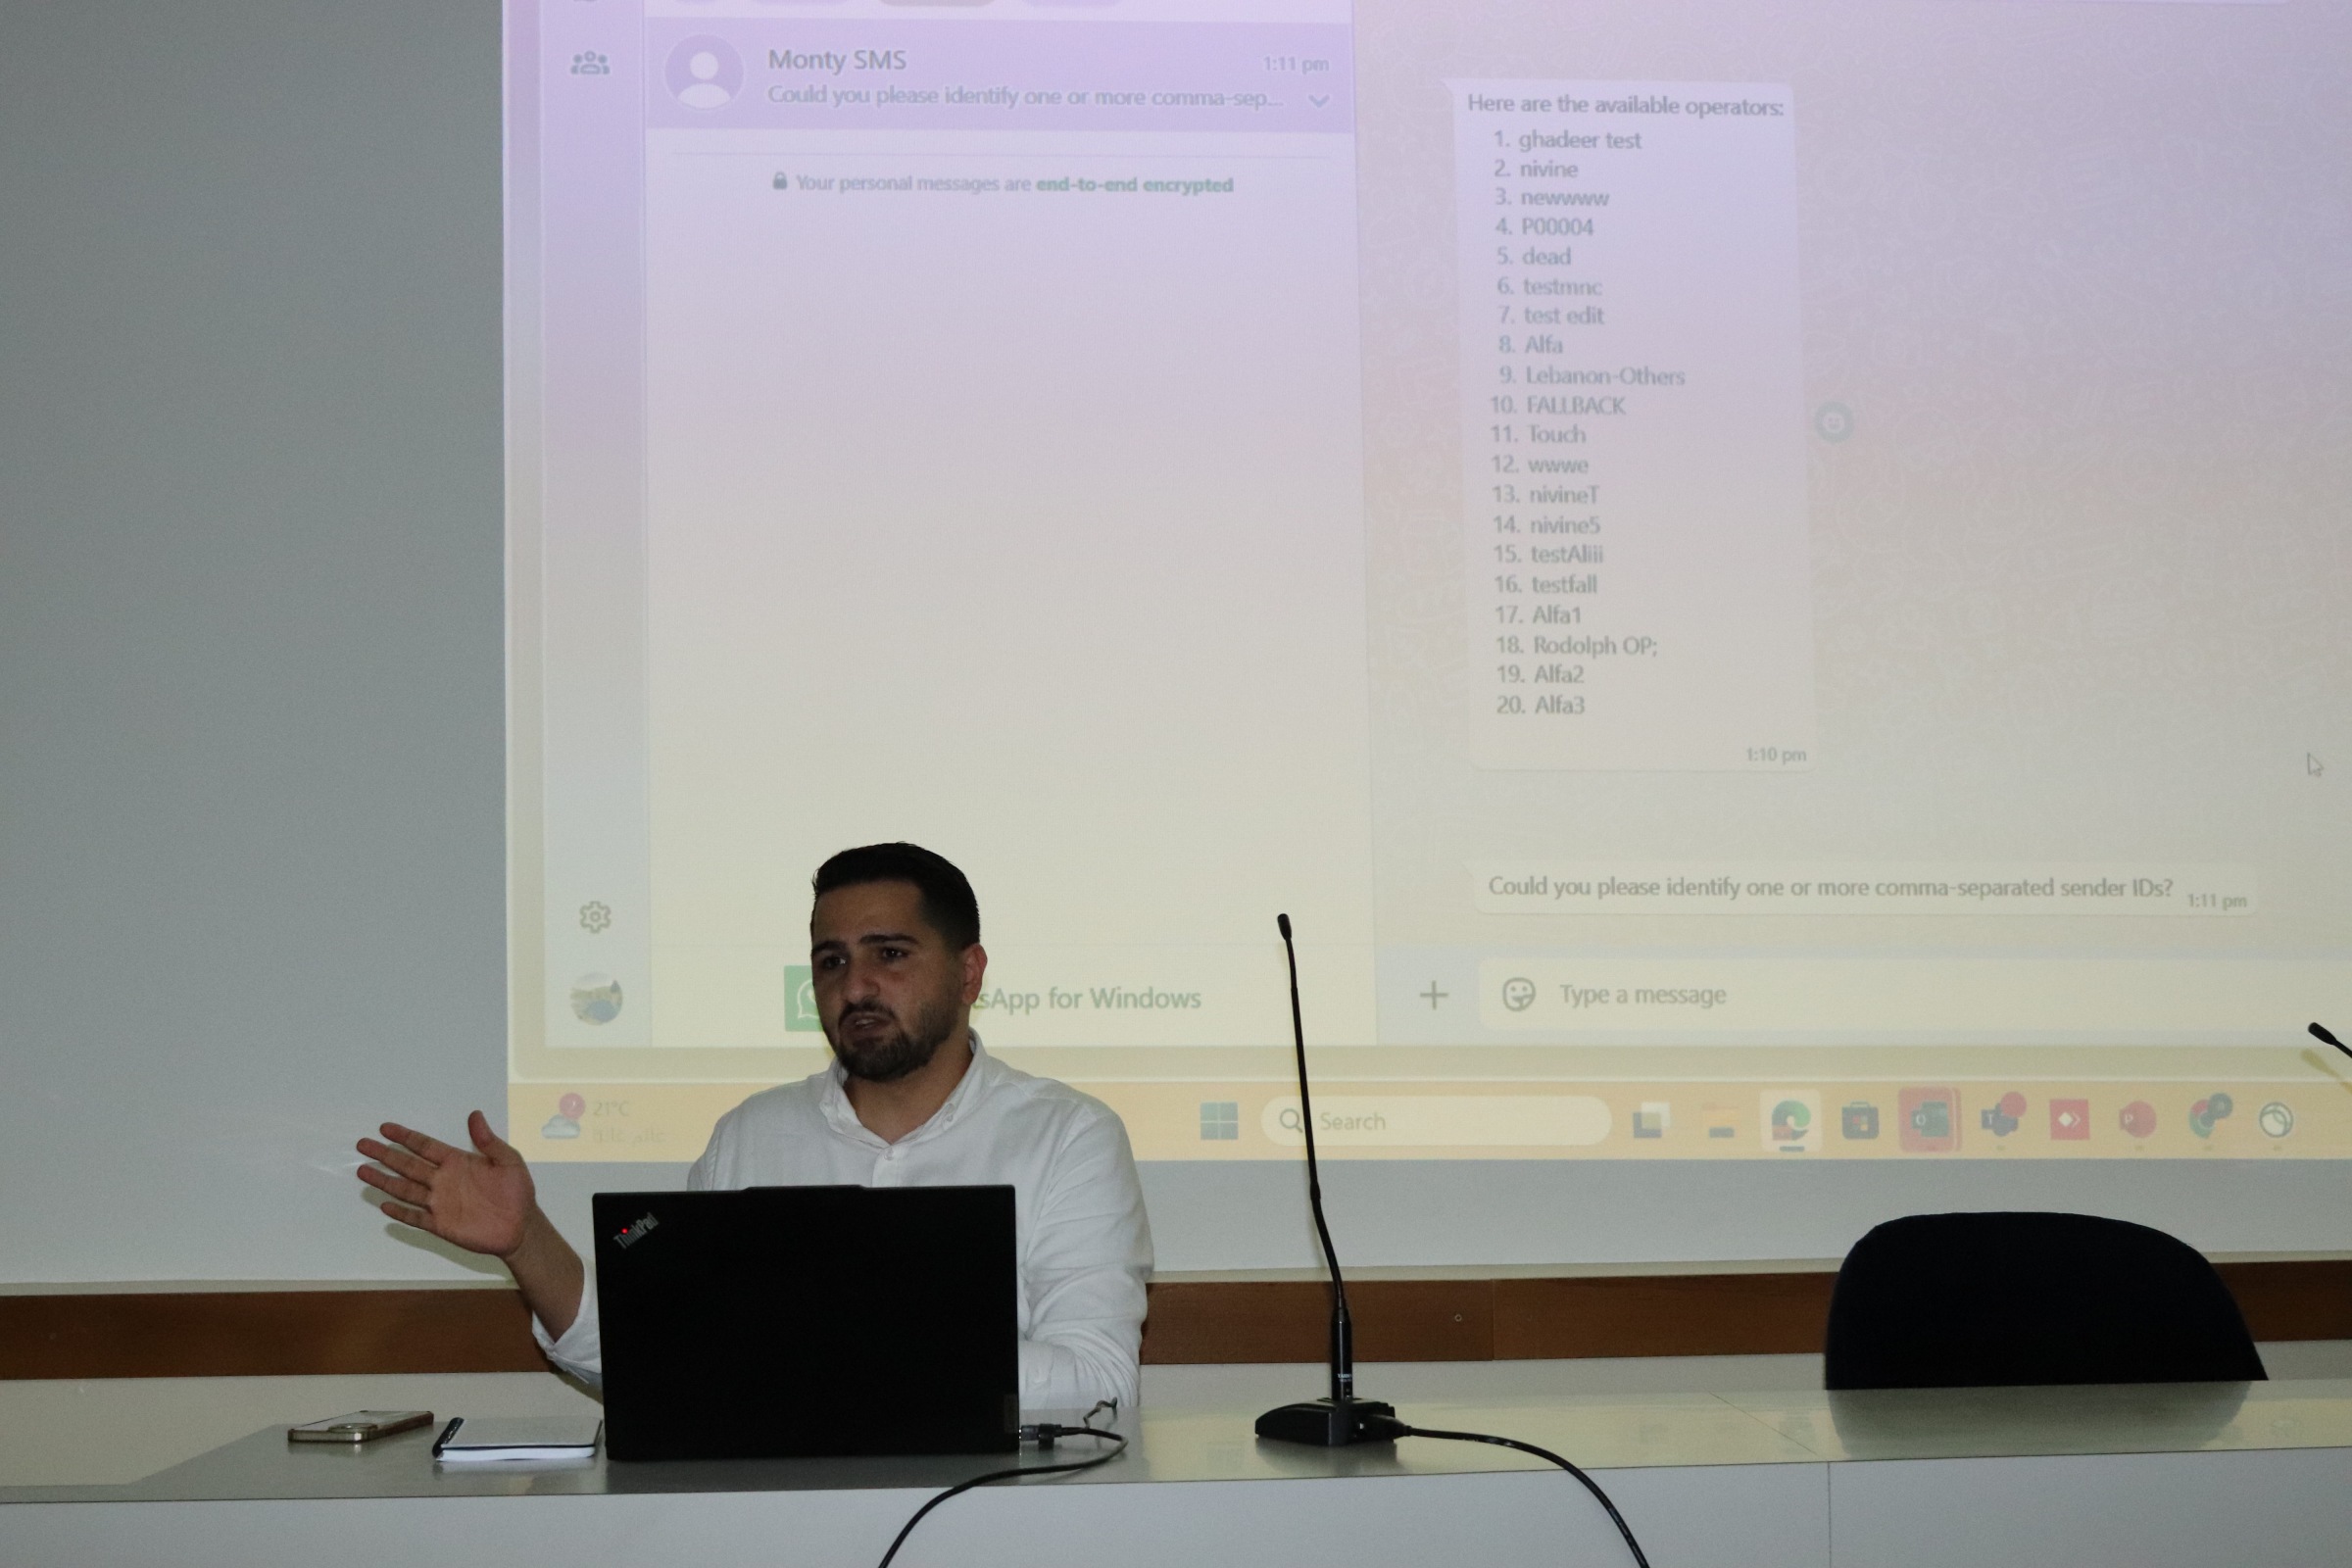 Monty SMS
1:11 pm
Could you please identify one or more comma-sep...
Your personal messages are end-to-end encrypted
Here are the available operators:
1. ghadeer test
2. nivine
3. newwww
4. P00004
5. dead
6. testmnc
7. test edit
8. Alfa
9. Lebanon-Others
10. FALLBACK
11. Touch
12. wwwe
13. nivineT
14. nivine5
15. testAliii
16. testfall
17. Alfa1
18. Rodolph OP;
19. Alfa2
20. Alfa3
1:10 pm
Could you please identify one or more comma-separated sender IDs?
1:11 pm
sApp for Windows
Type a message
21°C
Search
ThinkPad